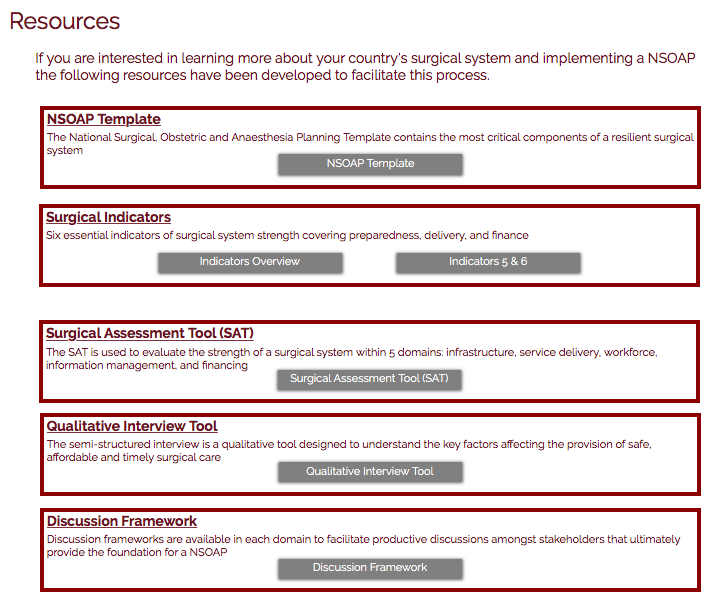 Resources
If you are interested in learning more about your country's surgical system and implementing a NSOAP
the following resources have been developed to facilitate this process.
NSOAP Template
The National Surgical, Obstetric and Anaesthesia Planning Template contains the most critical components of a resilient surgical
system
NSOAP Template
Surgical Indicators
Six essential indicators of surgical system strength covering preparedness, delivery, and finance
Indicators Overview
Indicators 5 & 6
Surgical Assessment Tool (SAT)
The SAT is used to evaluate the strength of a surgical system within 5 domains: infrastructure, service delivery, workforce,
information management, and financing
Surgical Assessment Tool (SAT)
Qualitative Interview Tool
The semi-structured interview is a qualitative tool designed to understand the key factors affecting the provision of safe,
affordable and timely surgical care
Qualitative Interview Tool
Discussion Framework
Discussion frameworks are available in each domain to facilitate productive discussions amongst stakeholders that ultimately
provide the foundation for a NSOAP
Discussion Framework